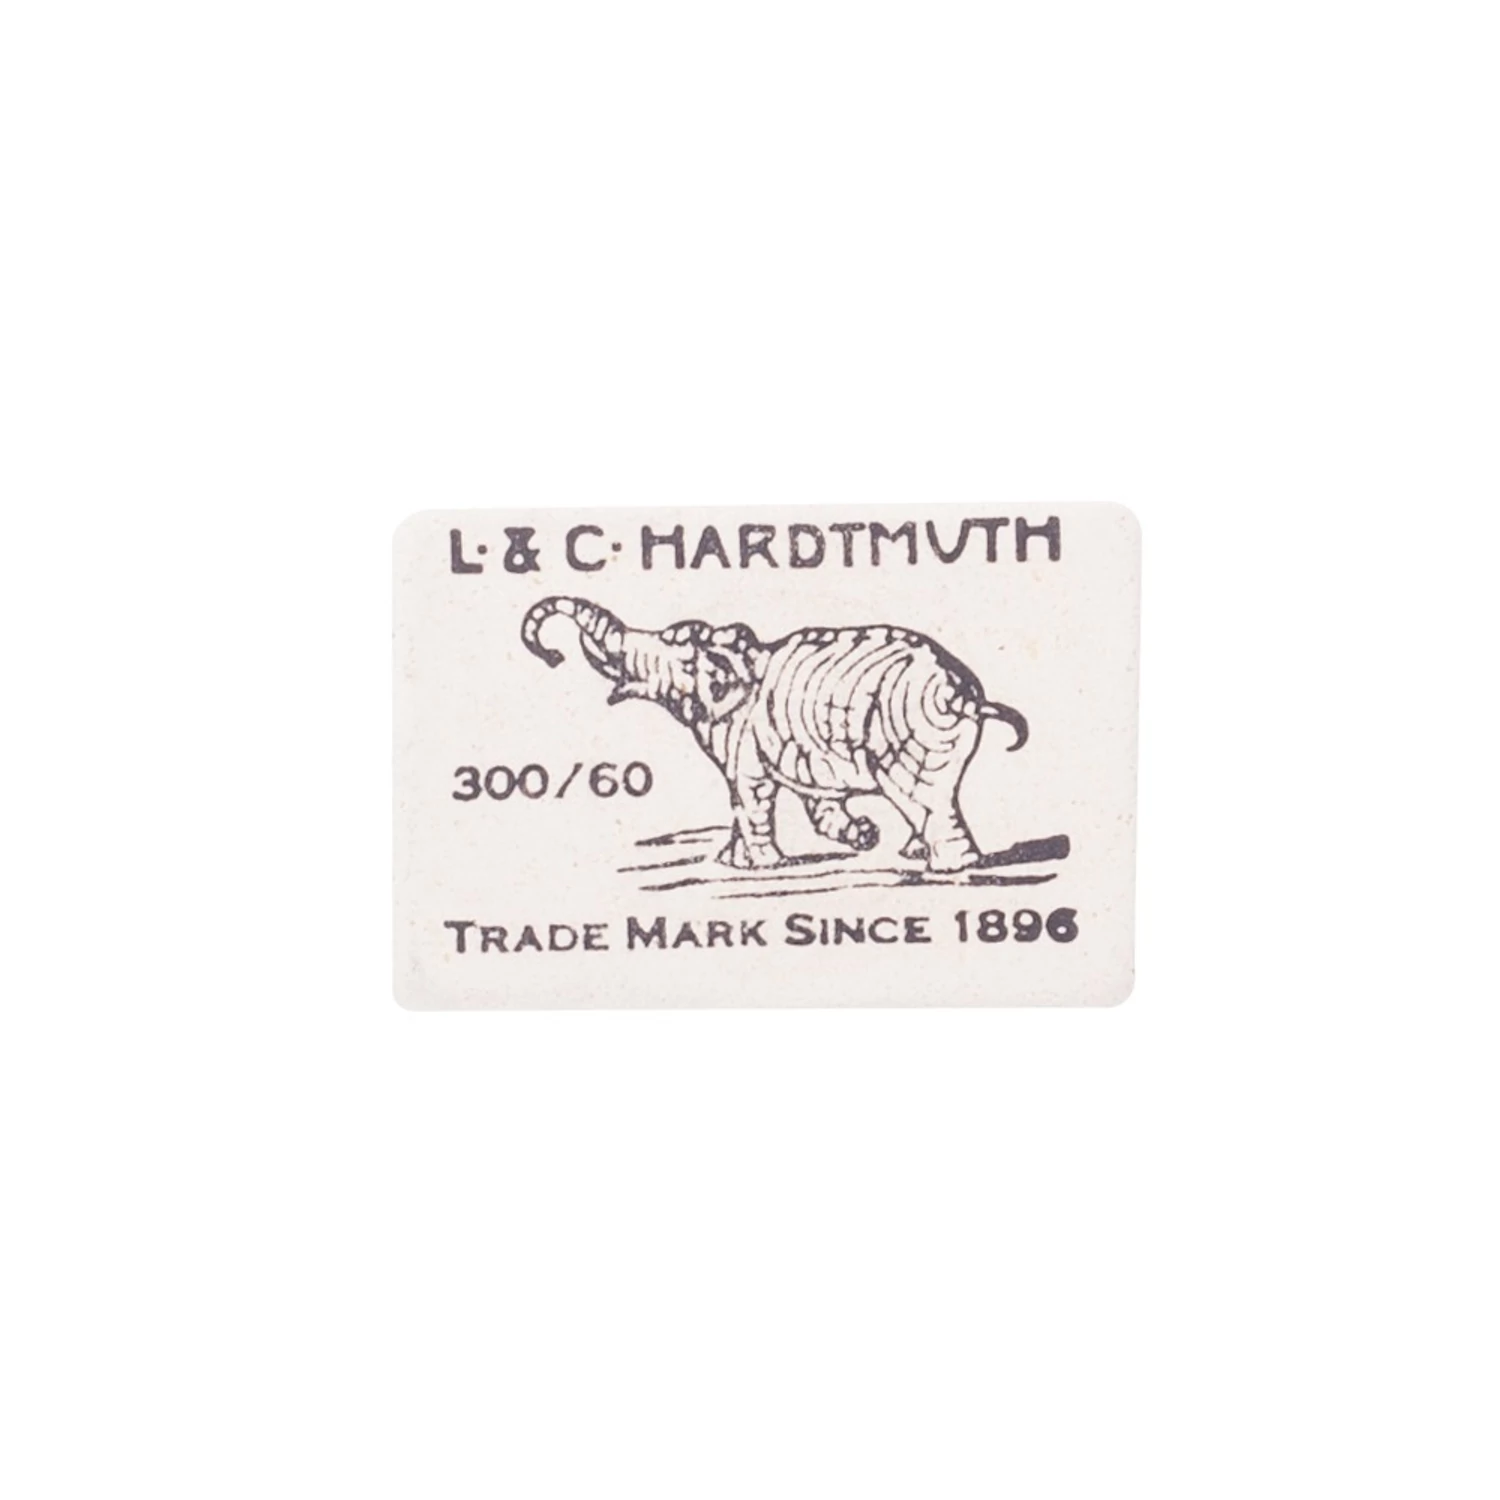 L. & C. HARDTMUTH
300/60
TRADE MARK SINCE 1896